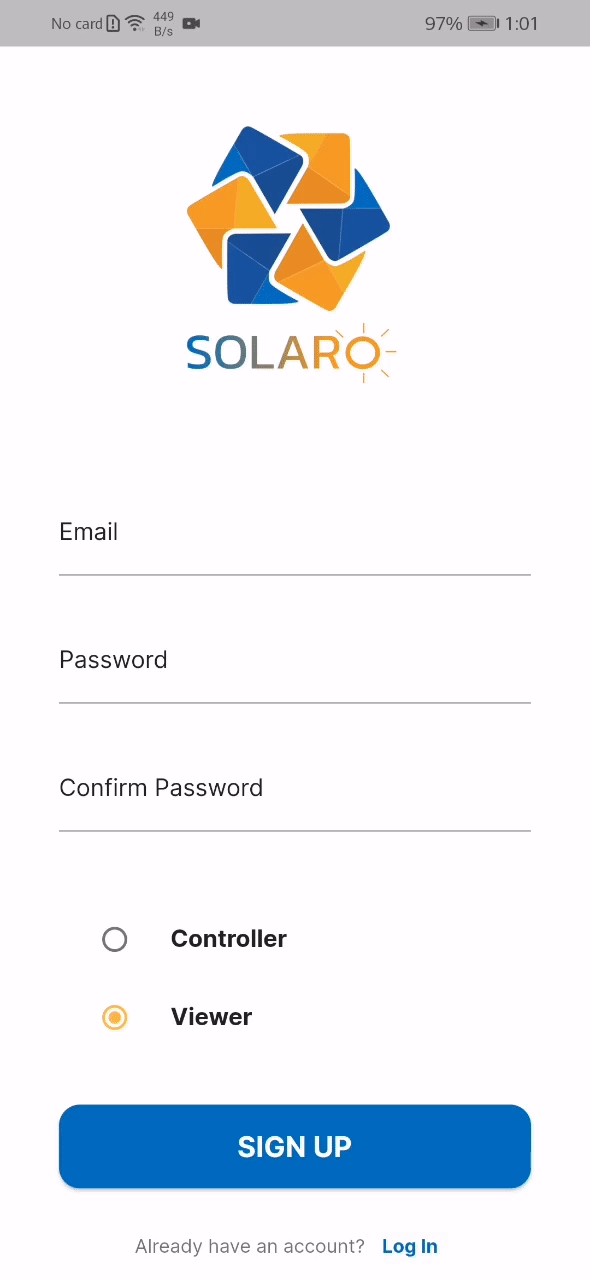 No card 449 B/s 97% 1:01
SOLARO
Email
Password
Confirm Password
Controller
Viewer
SIGN UP
Already have an account? Log In